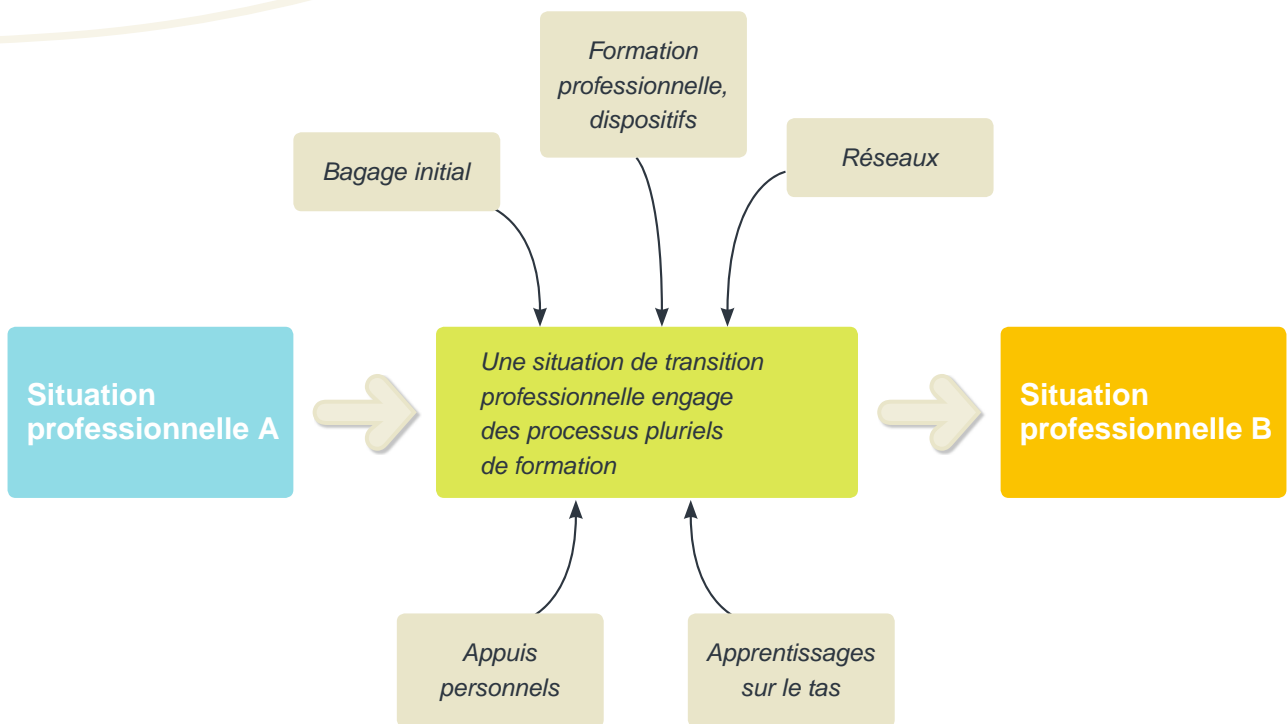 Formation
professionnelle,
dispositifs
Bagage initial
Réseaux
Situation
professionnelle A
Une situation de transition
professionnelle engage
des processus pluriels
de formation
Situation
professionnelle B
Appuis
personnels
Apprentissages
sur le tas